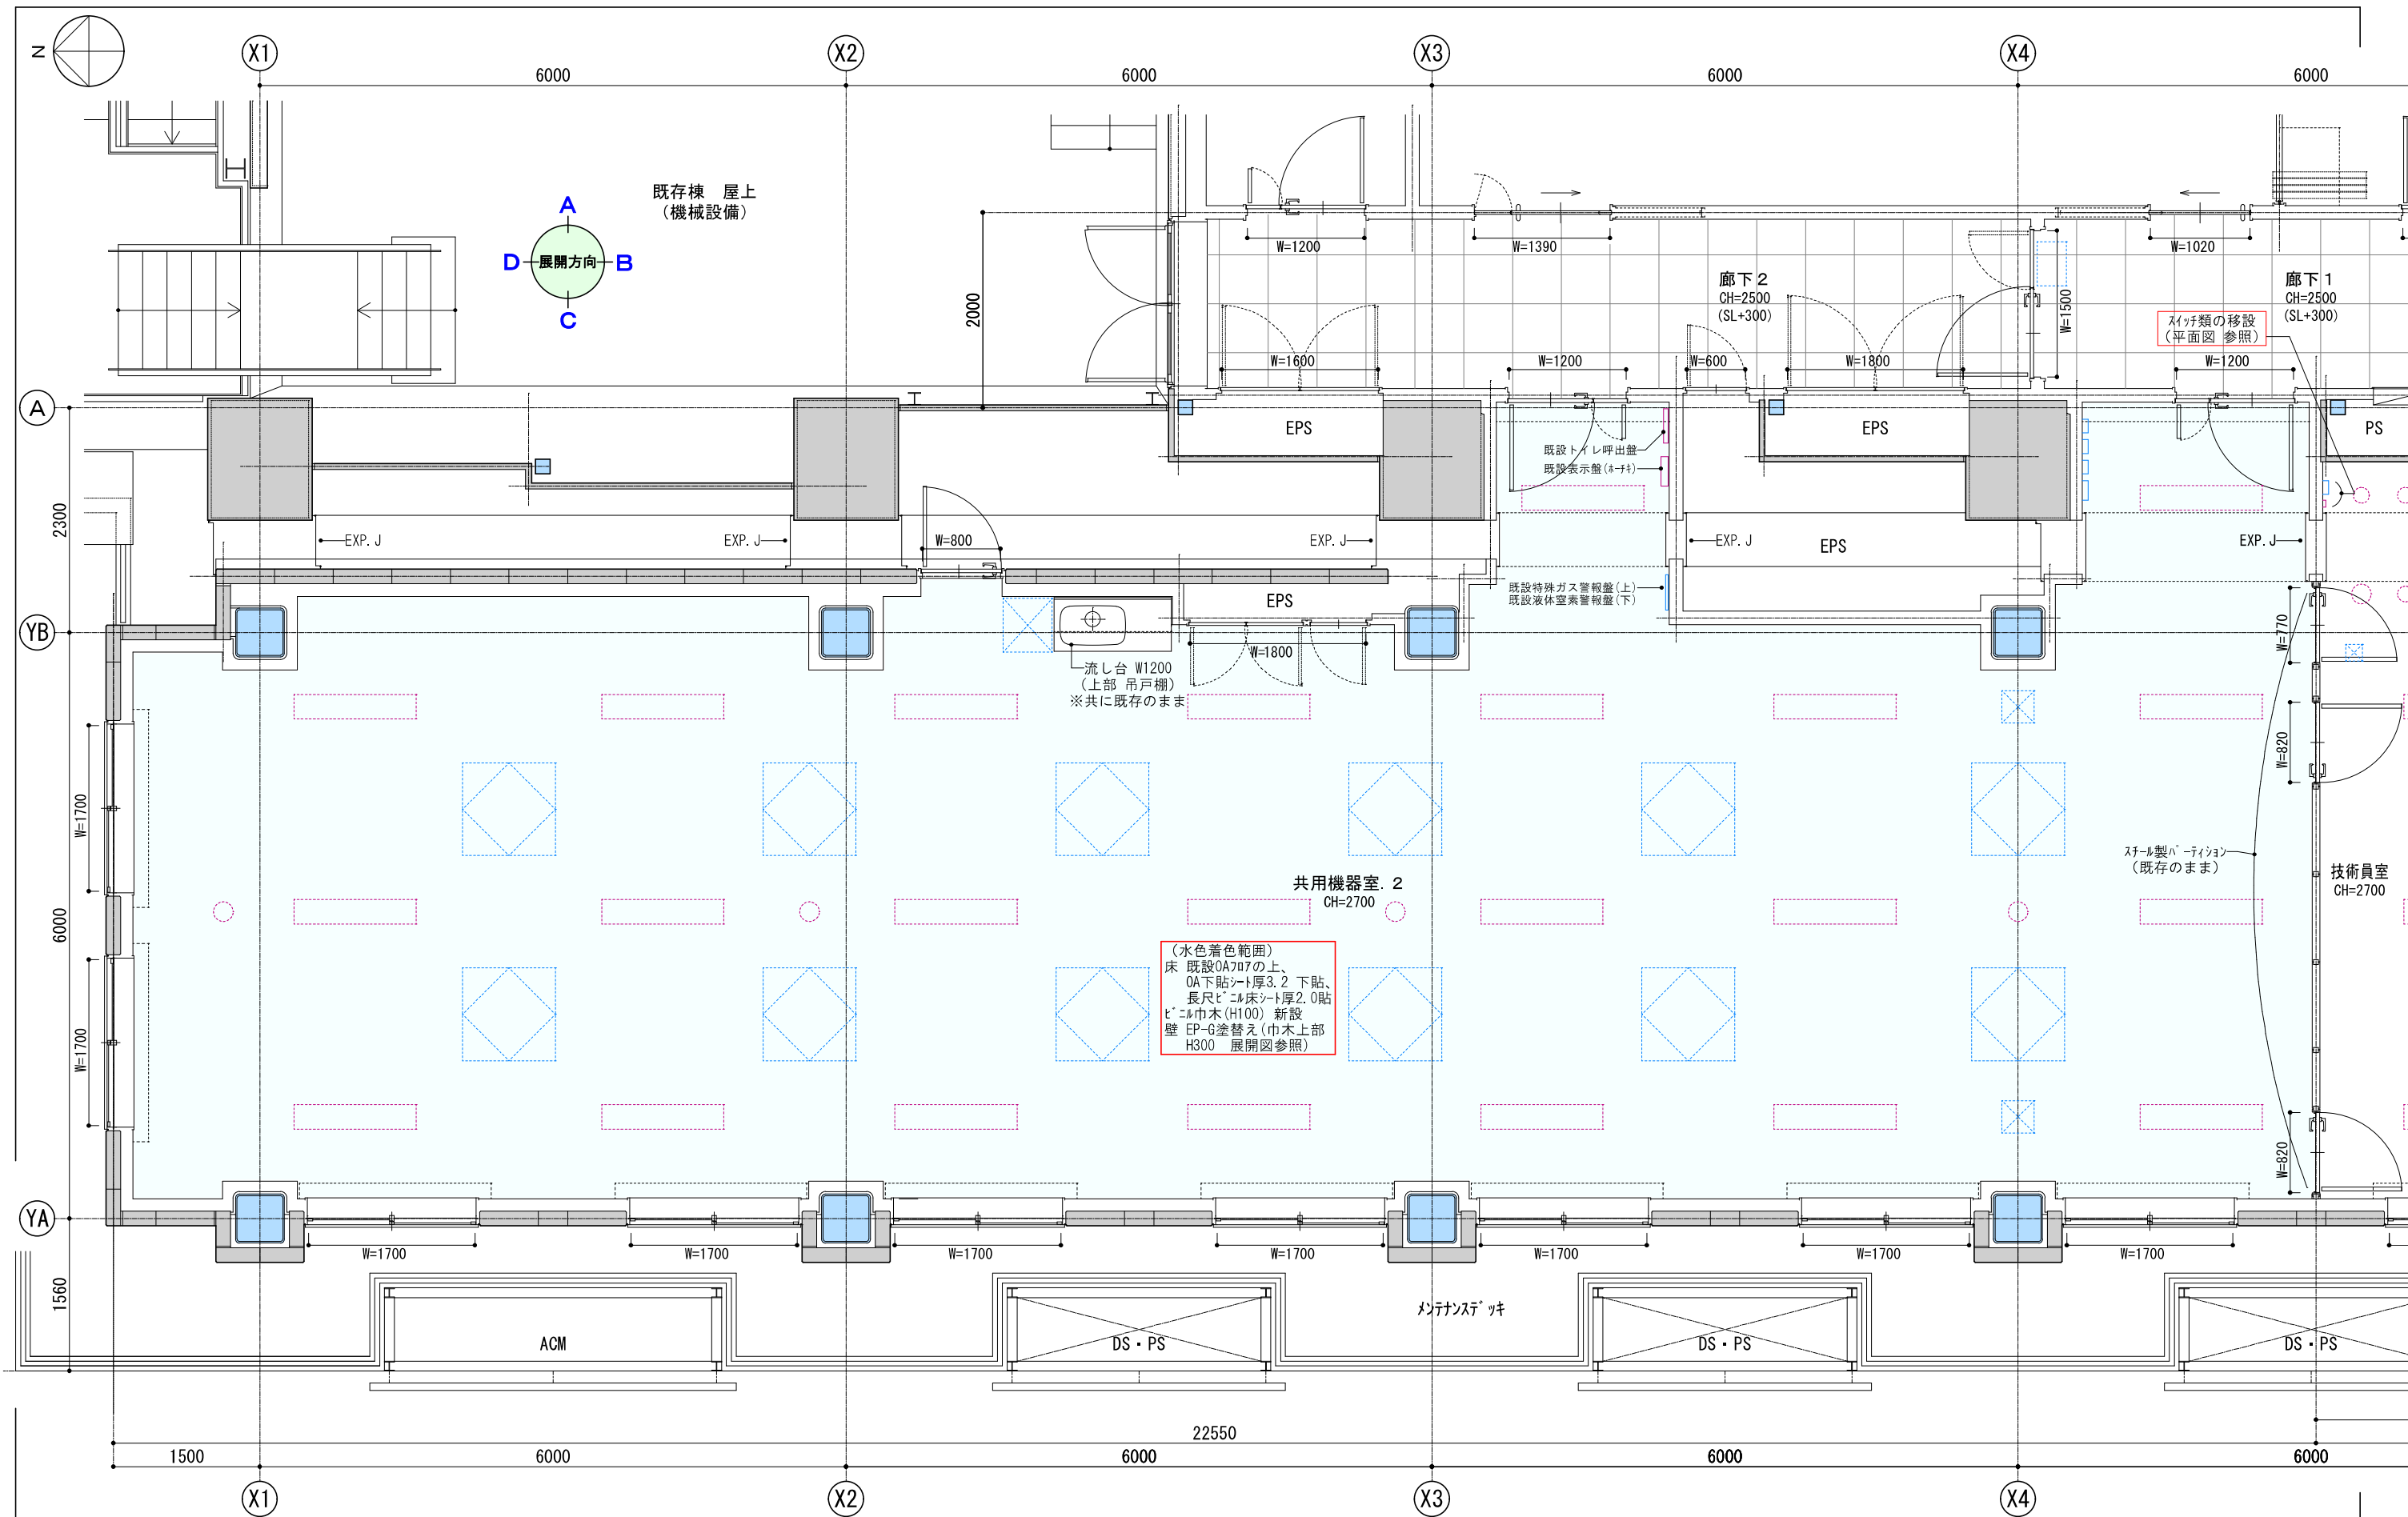 N
X1
X2
X3
X4
6000
6000
6000
6000
既存棟　屋上
（機械設備）
A
D
展開方向
B
C
2000
W=1200
W=1390
W=1020
廊下２
CH=2500
(SL+300)
W=1500
廊下１
CH=2500
(SL+300)
ｽｲｯﾁ類の移設
（平面図 参照）
W=1600
W=1200
W=600
W=1800
W=1200
A
EPS
EPS
PS
既設トイレ呼出盤
既設表示盤(ﾎｰﾁｷ)
2300
EXP.J
EXP.J
W=800
EXP.J
EXP.J
EPS
EXP.J
既設特殊ガス警報盤(上)
既設液体窒素警報盤(下)
EPS
YB
W=1800
W=770
流し台 W1200
（上部 吊戸棚）
※共に既存のまま
W=820
W=1700
ｽﾁｰﾙ製ﾊﾟｰﾃｨｼｮﾝ
（既存のまま）
共用機器室．２
CH=2700
技術員室
CH=2700
6000
（水色着色範囲）
床 既設OAﾌﾛｱの上、
OA下貼ｼｰﾄ厚3.2 下貼、
長尺ﾋﾞﾆﾙ床ｼｰﾄ厚2.0貼
ﾋﾞﾆﾙ巾木(H100) 新設
壁 EP-G塗替え(巾木上部
H300　展開図参照)
W=1700
W=820
YA
W=1700
W=1700
W=1700
W=1700
W=1700
W=1700
W=1700
1560
ﾒﾝﾃﾅﾝｽﾃﾞｯｷ
ACM
DS・PS
DS・PS
DS・PS
22550
1500
6000
6000
6000
6000
X1
X2
X3
X4